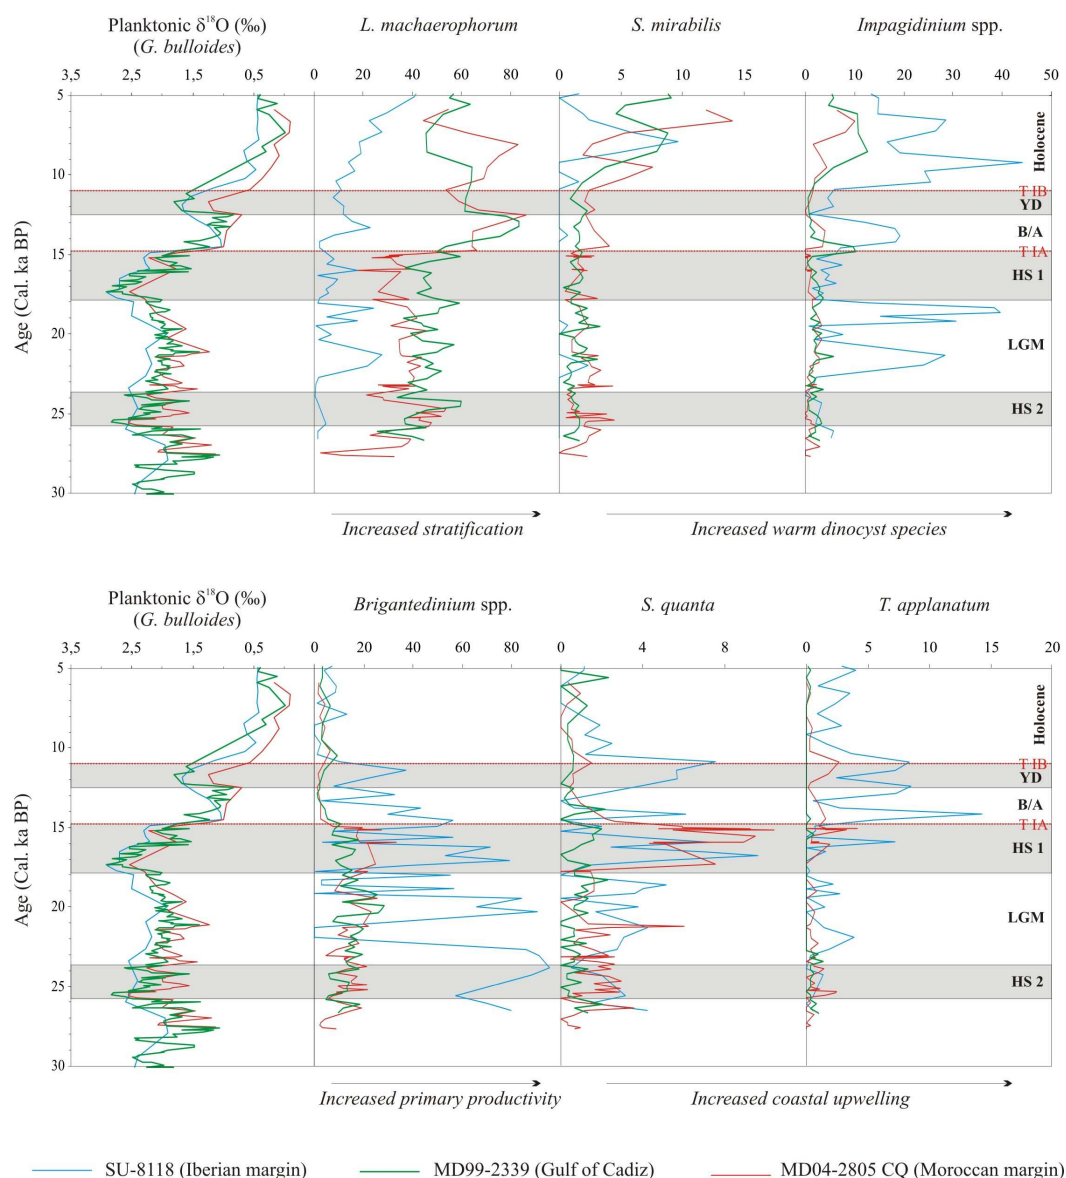 Planktonic δ18O (‰)
(G. bulloides)
L. machaerophorum
S. mirabilis
Impagidinium spp.
3,5 2,5 1,5 0,5
0 20 40 60 80
0 5 10 15
0 10 20 30 40 50
5
10
15
20
25
30
Age (Cal. ka BP)
Holocene
T IB
YD
B/A
T IA
HS 1
LGM
HS 2
Increased stratification
Increased warm dinocyst species
Planktonic δ18O (‰)
(G. bulloides)
Brigantedinium spp.
S. quanta
T. applanatum
3,5 2,5 1,5 0,5
0 20 40 60 80
0 4 8
0 5 10 15 20
5
10
15
20
25
30
Age (Cal. ka BP)
Holocene
T IB
YD
B/A
T IA
HS 1
LGM
HS 2
Increased primary productivity
Increased coastal upwelling
SU-8118 (Iberian margin)
MD99-2339 (Gulf of Cadiz)
MD04-2805 CQ (Moroccan margin)